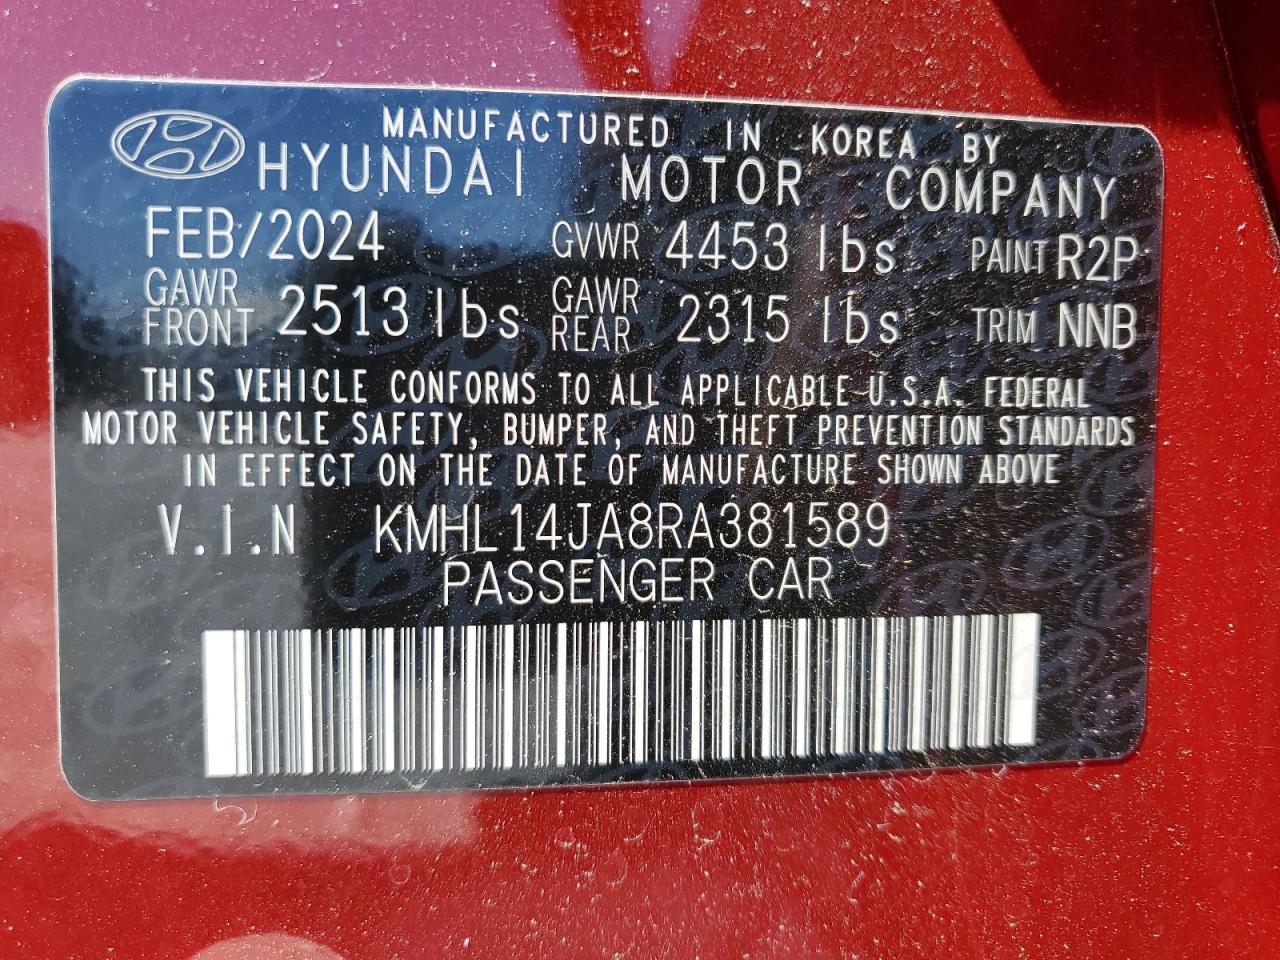 MANUFACTURED IN KOREA BY
HYUNDAI MOTOR COMPANY
FEB/2024 GVWR 4453 lbs PAINT R2P
GAWR FRONT 2513 lbs GAWR REAR 2315 lbs TRIM NNB
THIS VEHICLE CONFORMS TO ALL APPLICABLE U.S.A. FEDERAL
MOTOR VEHICLE SAFETY, BUMPER, AND THEFT PREVENTION STANDARDS
IN EFFECT ON THE DATE OF MANUFACTURE SHOWN ABOVE
V.I.N KMHL14JA8RA381589
PASSENGER CAR